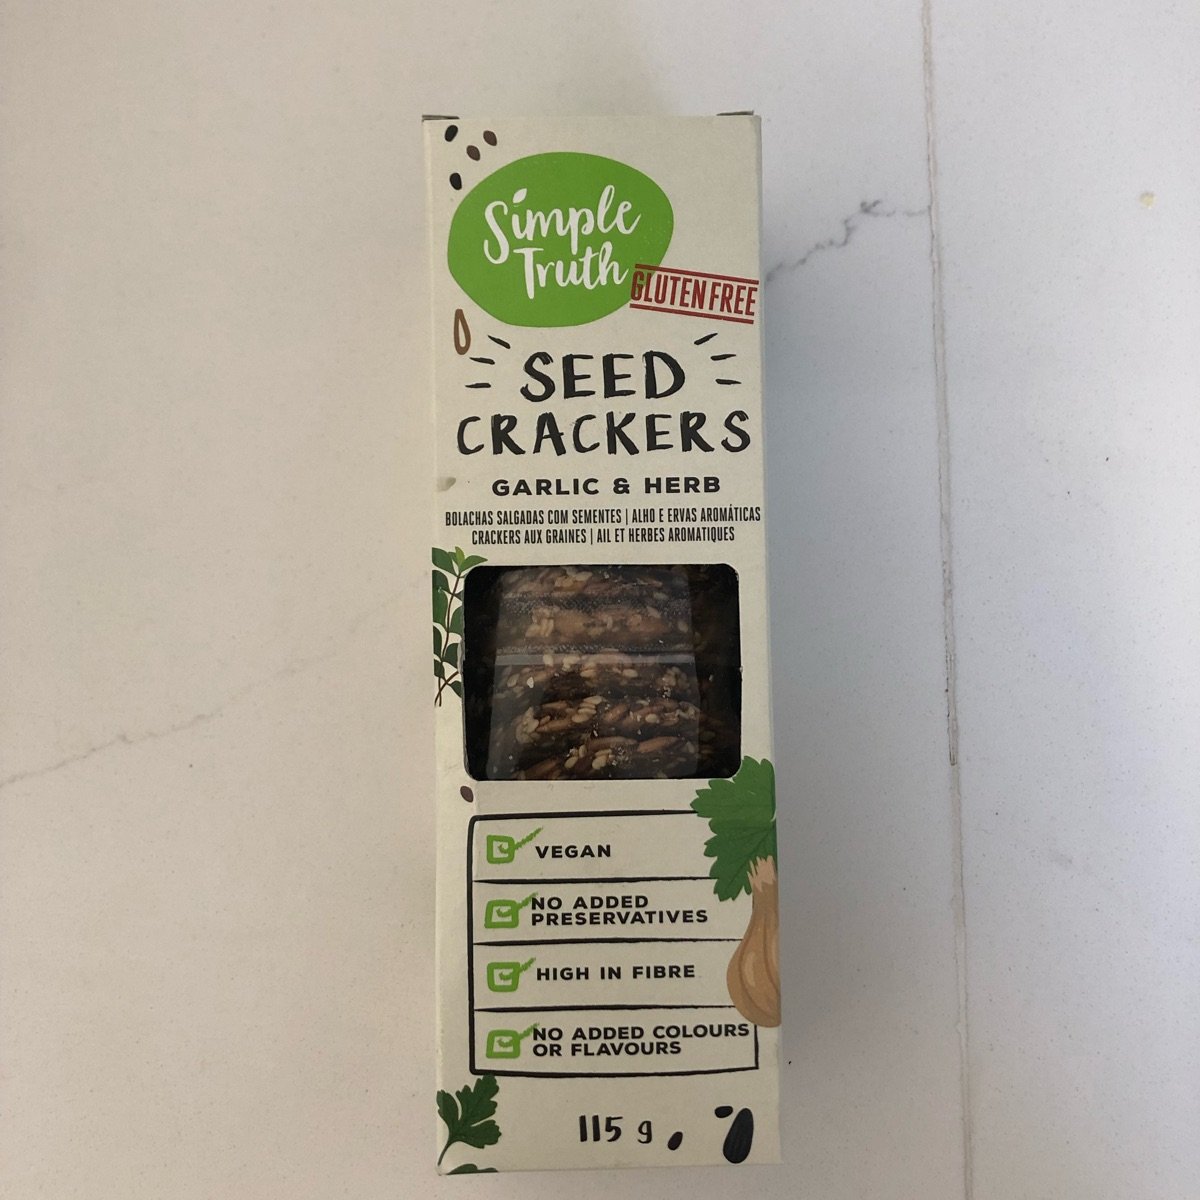 Simple
Truth
GLUTEN FREE
SEED
CRACKERS
GARLIC & HERB
BOLACHAS SALGADAS COM SEMENTES | ALHO E ERVAS AROMÁTICAS
CRACKERS AUX GRAINES | AIL ET HERBES AROMATIQUES
VEGAN
NO ADDED
PRESERVATIVES
HIGH IN FIBRE
NO ADDED COLOURS
OR FLAVOURS
115 g